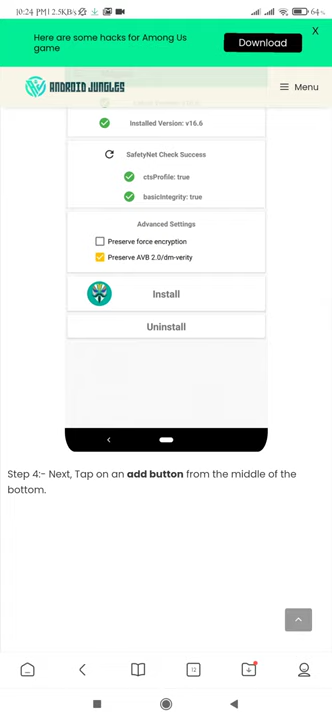 10:24 PM | 2.5KB/s
64%
Here are some hacks for Among Us
game
Download
X
ANDROID JUNGLES
Menu
Installed Version: v16.6
SafetyNet Check Success
ctsProfile: true
basicIntegrity: true
Advanced Settings
Preserve force encryption
Preserve AVB 2.0/dm-verity
Install
Uninstall
Step 4:- Next, Tap on an add button from the middle of the
bottom.
12